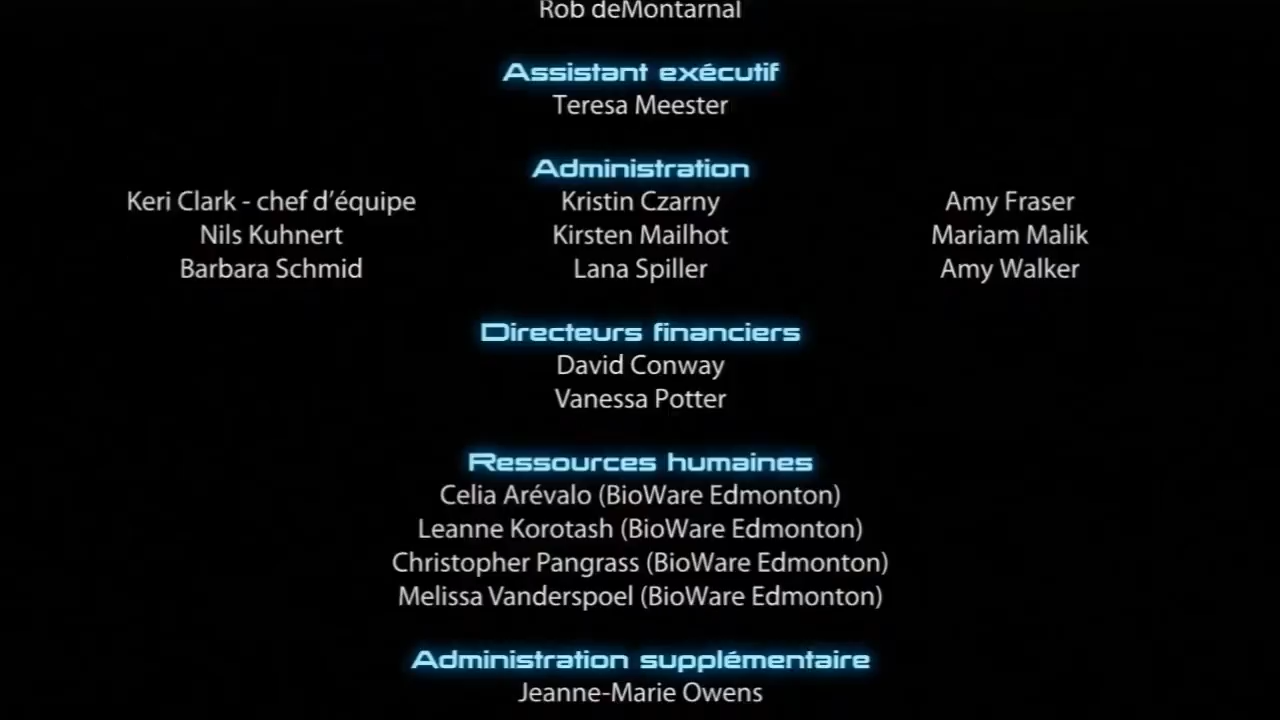 Rob deMontarnal
Assistant exécutif
Teresa Meester
Administration
Keri Clark - chef d'équipe Kristin Czarny Amy Fraser
Nils Kuhnert Kirsten Mailhot Mariam Malik
Barbara Schmid Lana Spiller Amy Walker
Directeurs financiers
David Conway
Vanessa Potter
Ressources humaines
Celia Arévalo (BioWare Edmonton)
Leanne Korotash (BioWare Edmonton)
Christopher Pangrass (BioWare Edmonton)
Melissa Vanderspoel (BioWare Edmonton)
Administration supplémentaire
Jeanne-Marie Owens